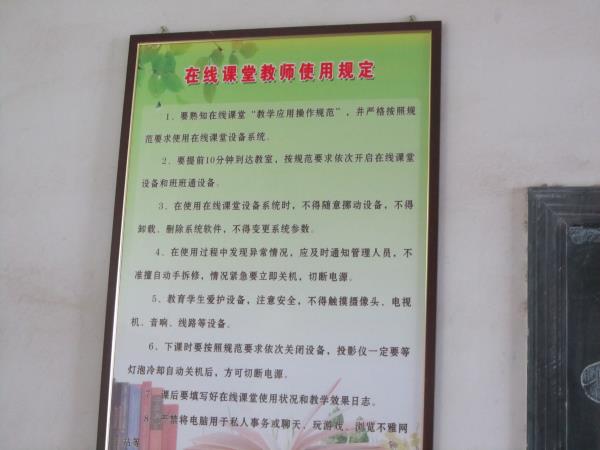 在线课堂教师使用规定
1、要熟知在线课堂“教学应用操作规范”，并严格按照规
范要求使用在线课堂设备系统。
2、要提前10分钟到达教室，按规范要求依次开启在线课堂
设备和班班通设备。
3、在使用在线课堂设备系统时，不得随意挪动设备，不得
卸载、删除系统软件，不得变更系统参数。
4、在使用过程中发现异常情况，应及时通知管理人员，不
准擅自动手拆修，情况紧急要立即关机，切断电源。
5、教育学生爱护设备，注意安全，不得触摸摄像头、电视
机、音响、线路等设备。
6、下课时要按照规范要求依次关闭设备，投影仪一定要等
灯泡冷却自动关机后，方可切断电源。
7、课后要填写好在线课堂使用状况和教学效果日志。
8、严禁将电脑用于私人事务或聊天、玩游戏、浏览不雅网
站等